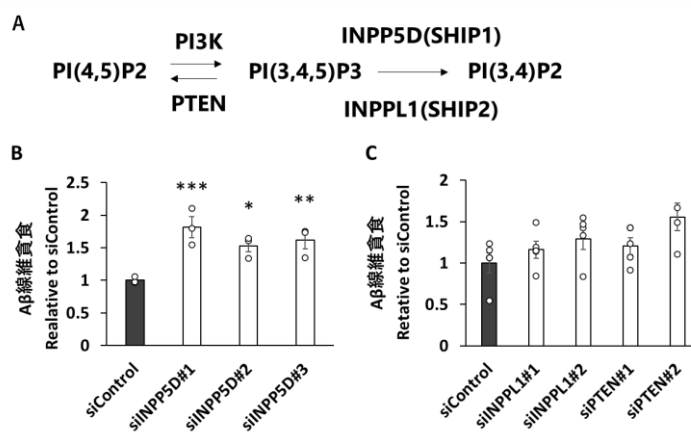 A
PI3K
INPP5D(SHIP1)
PI(4,5)P2
PI(3,4,5)P3
PI(3,4)P2
PTEN
INPPL1(SHIP2)
B
Aβ線維貪食
Realative to siControl
2.5
2
1.5
1
0.5
0
***
*
**
siControl
siINPP5D#1
siINPP5D#2
siINPP5D#3
C
Aβ線維貪食
Retative to siControl
2
1.5
1
0.5
0
siControl
siINPPL1#1
siINPPL1#2
siPTEN#1
siPTEN#2